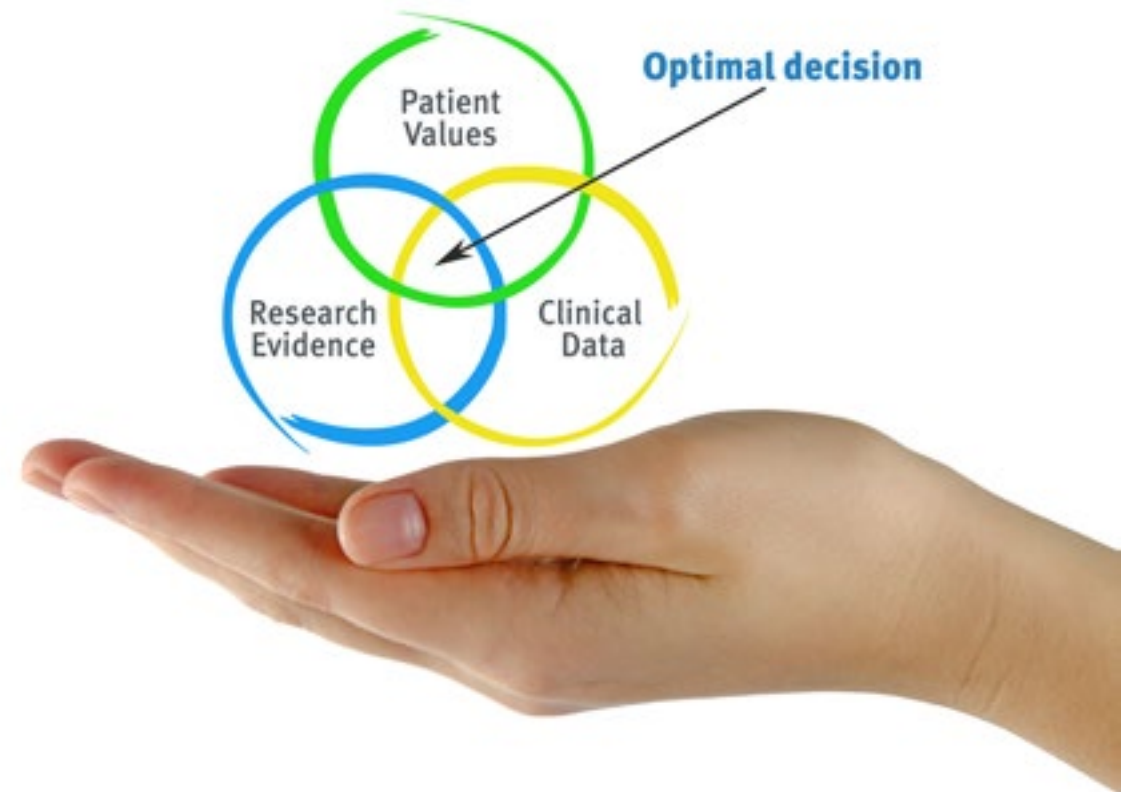 Optimal decision
Patient
Values
Research
Evidence
Clinical
Data